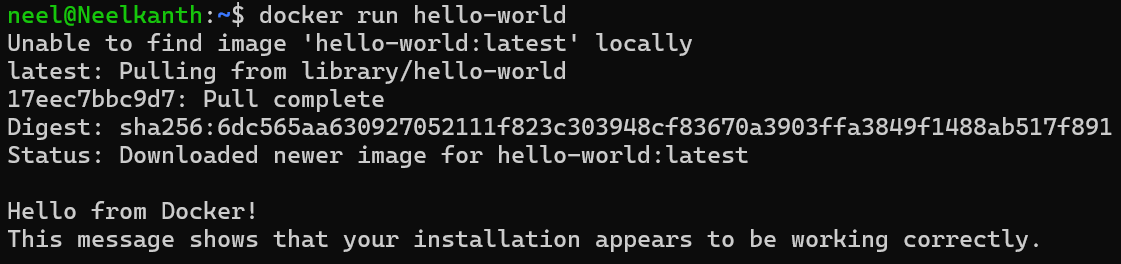 neel@Neelkanth:~$ docker run hello-world
Unable to find image 'hello-world:latest' locally
latest: Pulling from library/hello-world
17eec7bbc9d7: Pull complete
Digest: sha256:6dc565aa630927052111f823c303948cf83670a3903ffa3849f1488ab517f891
Status: Downloaded newer image for hello-world:latest

Hello from Docker!
This message shows that your installation appears to be working correctly.